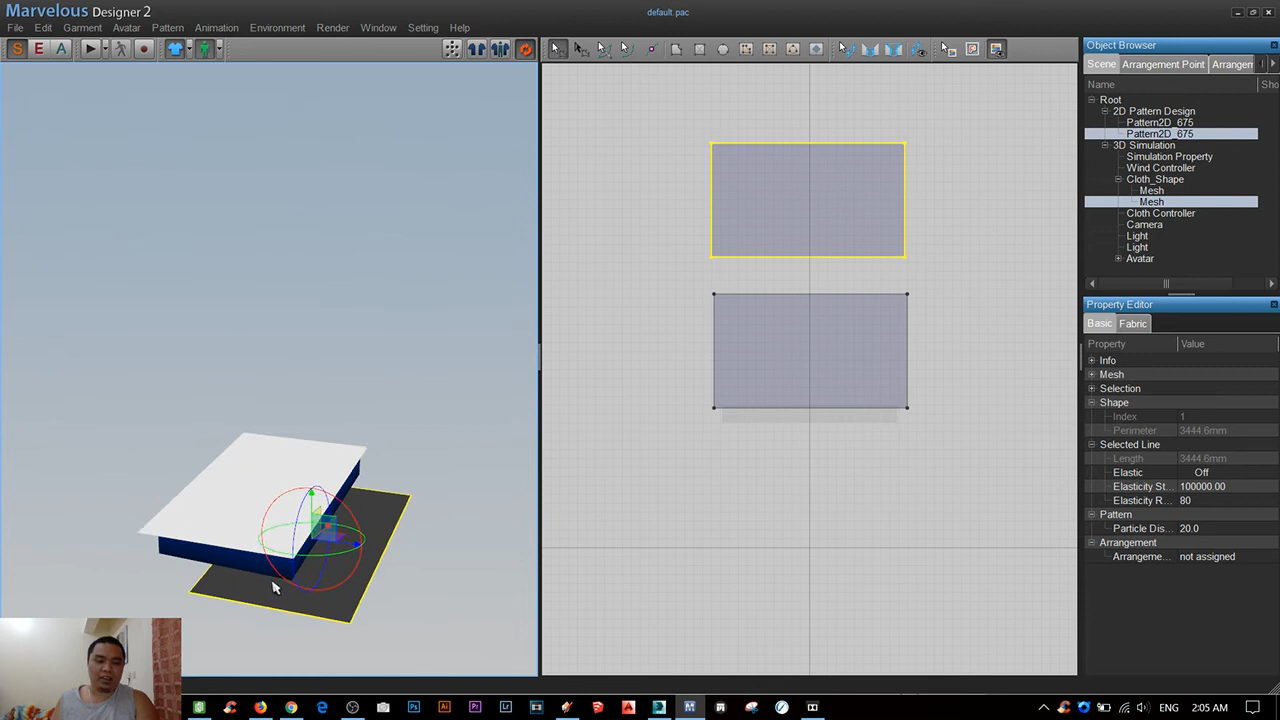 Marvelous Designer 2
default.pac
File Edit Garment Avatar Pattern Animation Environment Render Window Setting Help
S E A
Object Browser
Scene Arrangement Point Arrangen
Name Sho
Root
2D Pattern Design
Pattern2D_675
Pattern2D_675
3D Simulation
Simulation Property
Wind Controller
Cloth_Shape
Mesh
Mesh
Cloth Controller
Camera
Light
Light
Avatar
Property Editor
Basic Fabric
Property Value
Info
Mesh
Selection
Shape
Index 1
Perimeter 3444.6mm
Selected Line
Length 3444.6mm
Elastic Off
Elasticity St... 100000.00
Elasticity R... 80
Pattern
Particle Dis... 20.0
Arrangement
Arrangeme... not assigned
Ps Ai Pr Lr M ENG 2:05 AM